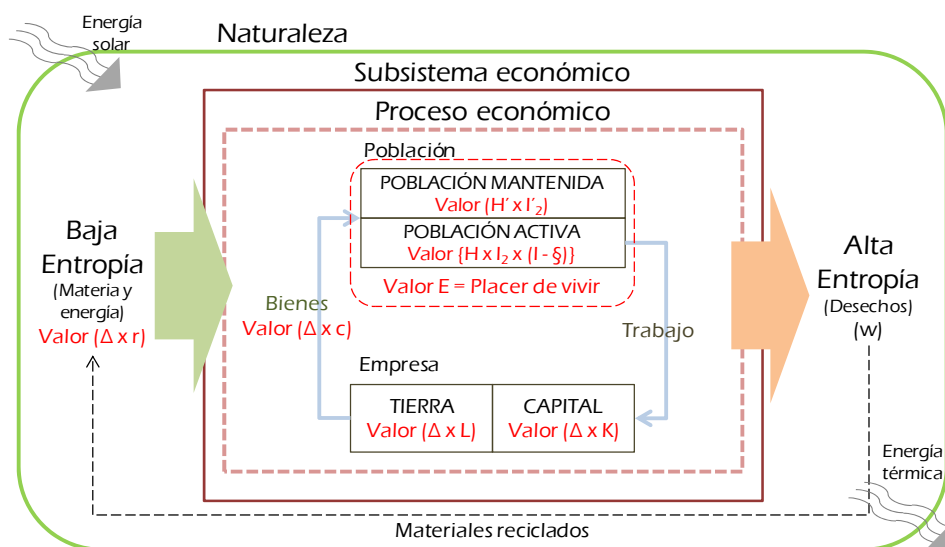 Energía
solar
Naturaleza
Subsistema económico
Proceso económico
Población
POBLACIÓN MANTENIDA
Valor (H´ x I´₂)
POBLACIÓN ACTIVA
Valor {H x I₂ x (I - §)}
Valor E = Placer de vivir
Baja
Entropía
(Materia y
energía)
Valor (Δ x r)
Bienes
Valor (Δ x c)
Trabajo
Alta
Entropía
(Desechos)
(w)
Empresa
TIERRA
Valor (Δ x L)
CAPITAL
Valor (Δ x K)
Energía
térmica
Materiales reciclados